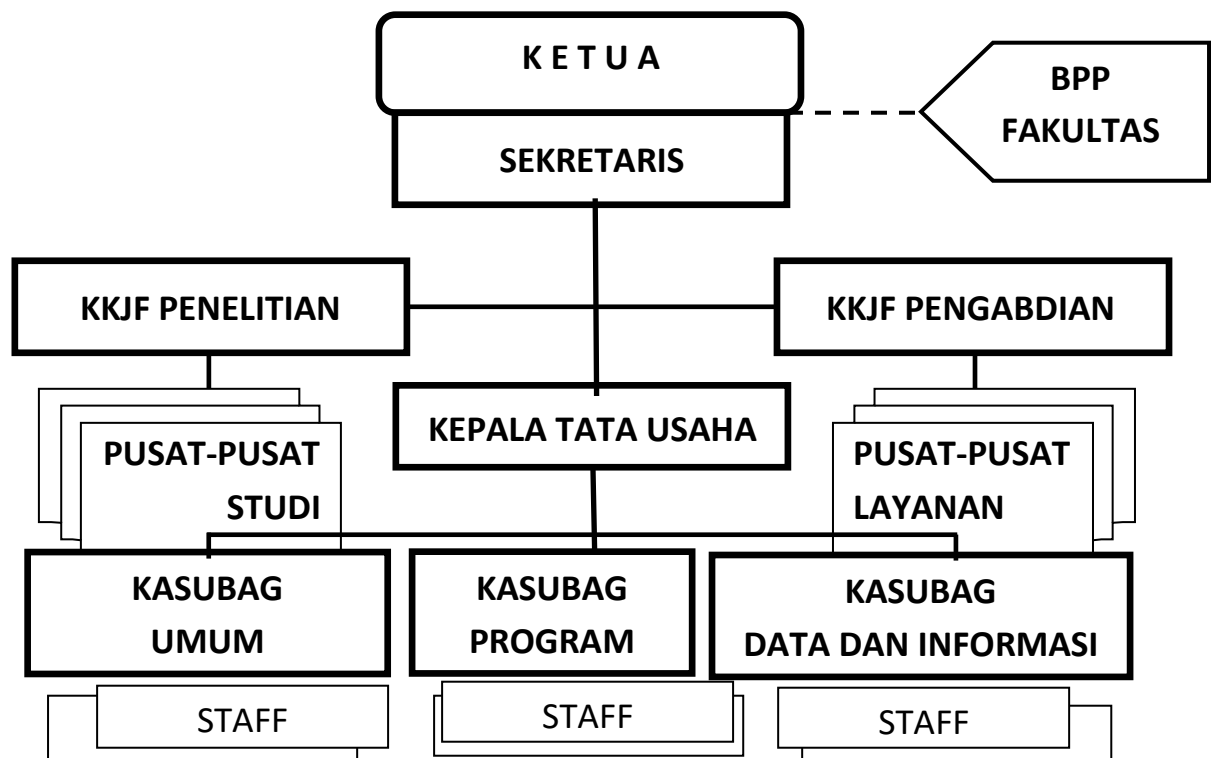 K E T U A
BPP
FAKULTAS
SEKRETARIS
KKJF PENELITIAN
KKJF PENGABDIAN
KEPALA TATA USAHA
PUSAT-PUSAT
STUDI
PUSAT-PUSAT
LAYANAN
KASUBAG
UMUM
KASUBAG
PROGRAM
KASUBAG
DATA DAN INFORMASI
STAFF
STAFF
STAFF